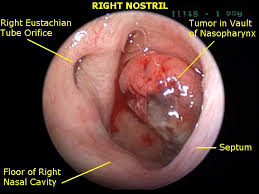 RIGHT NOSTRIL
Right Eustachian
Tube Orifice
Tumor in Vault
of Nasopharynx
Septum
Floor of Right
Nasal Cavity